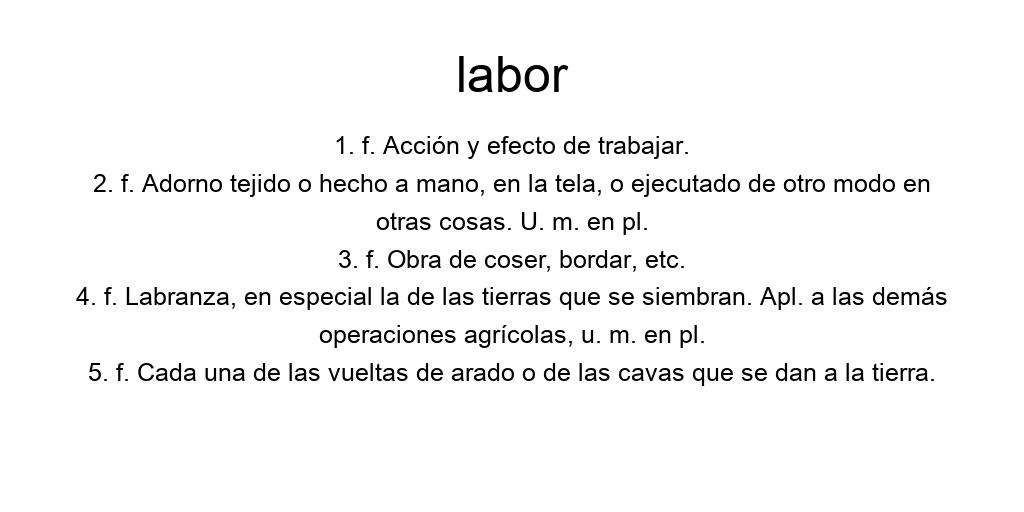 labor
1. f. Acción y efecto de trabajar.
2. f. Adorno tejido o hecho a mano, en la tela, o ejecutado de otro modo en
otras cosas. U. m. en pl.
3. f. Obra de coser, bordar, etc.
4. f. Labranza, en especial la de las tierras que se siembran. Apl. a las demás
operaciones agrícolas, u. m. en pl.
5. f. Cada una de las vueltas de arado o de las cavas que se dan a la tierra.